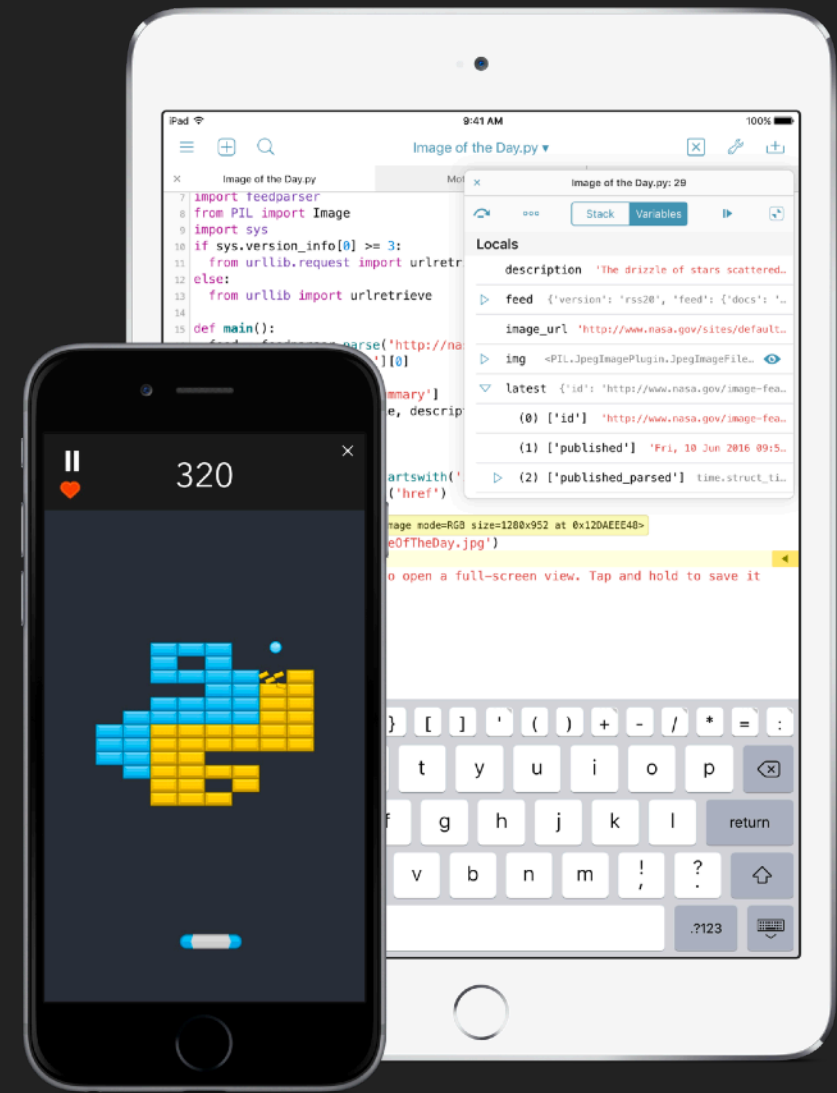 iPad
9:41 AM
100%
Image of the Day.py ▾
Image of the Day.py
Mot
Image of the Day.py: 29
Stack
Variables
Locals
description 'The drizzle of stars scattered…
feed {'version': 'rss20', 'feed': {'docs': '…
image_url 'http://www.nasa.gov/sites/default…
img <PIL.JpegImagePlugin.JpegImageFile…
latest {'id': 'http://www.nasa.gov/image-fea…
(0) ['id'] 'http://www.nasa.gov/image-fea…
(1) ['published'] 'Fri, 10 Jun 2016 09:5…
(2) ['published_parsed'] time.struct_ti…
7 import feedparser
8 from PIL import Image
9 import sys
10 if sys.version_info[0] >= 3:
11 from urllib.request import urlretr
12 else:
13 from urllib import urlretrieve
14
15 def main():
parse('http://na
'][0]
mmary']
e, descrip
artswith('
('href')
mage mode=RGB size=1280x952 at 0x12DAEEE48>
eOfTheDay.jpg')
o open a full-screen view. Tap and hold to save it
320
} [ ] ' ( ) + - / * = :
t y u i o p
f g h j k l return
v b n m ! , ? .
.?123